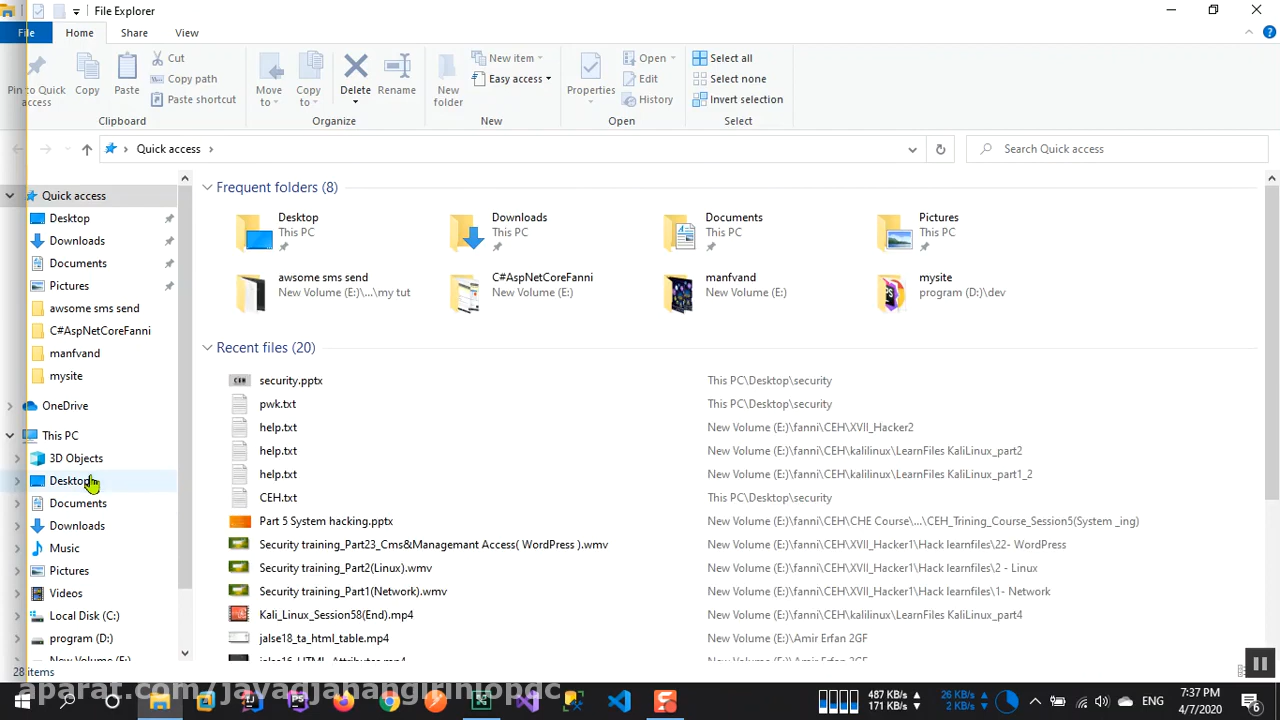 File Explorer
File Home Share View
Pin to Quick access
Copy
Paste
Cut
Copy path
Paste shortcut
Clipboard
Move to
Copy to
Delete
Rename
Organize
New folder
New item
Easy access
New
Properties
Open
Edit
History
Open
Select all
Select none
Invert selection
Select
Quick access
Search Quick access
Quick access
Desktop
Downloads
Documents
Pictures
awsome sms send
C#AspNetCoreFanni
manfvand
mysite
OneDrive
This PC
3D Objects
Desktop
Documents
Downloads
Music
Pictures
Videos
Local Disk (C:)
program (D:)
New Volume (E:)
Frequent folders (8)
Desktop
This PC
Downloads
This PC
Documents
This PC
Pictures
This PC
awsome sms send
New Volume (E:)\...\my tut
C#AspNetCoreFanni
New Volume (E:)
manfvand
New Volume (E:)
mysite
program (D:)\dev
Recent files (20)
security.pptx This PC\Desktop\security
pwk.txt This PC\Desktop\security
help.txt New Volume (E:)\fanni\CEH\XVII_Hacker2
help.txt New Volume (E:)\fanni\CEH\kalilinux\LearnFiles KaliLinux_part2
help.txt New Volume (E:)\fanni\CEH\kalilinux\LearnFiles KaliLinux_part1_2
CEH.txt This PC\Desktop\security
Part 5 System hacking.pptx New Volume (E:)\fanni\CEH\CHE Course\...\CEH_Trining_Course_Session5(System _ing)
Security training_Part23_Cms&Managemant Access( WordPress ).wmv New Volume (E:)\fanni\CEH\XVII_Hacker1\Hack learnfiles\22- WordPress
Security training_Part2(Linux).wmv New Volume (E:)\fanni\CEH\XVII_Hacker1\Hack learnfiles\2 - Linux
Security training_Part1(Network).wmv New Volume (E:)\fanni\CEH\XVII_Hacker1\Hack learnfiles\1- Network
Kali_Linux_Session58(End).mp4 New Volume (E:)\fanni\CEH\kalilinux\LearnFiles KaliLinux_part4
jalse18_ta_html_table.mp4 New Volume (E:)\Amir Erfan 2GF
jalse16_HTML_Attributes.mp4 New Volume (E:)\Amir Erfan 2GF
28 items
487 KB/s
171 KB/s
26 KB/s
2 KB/s
ENG
7:37 PM
4/7/2020
6